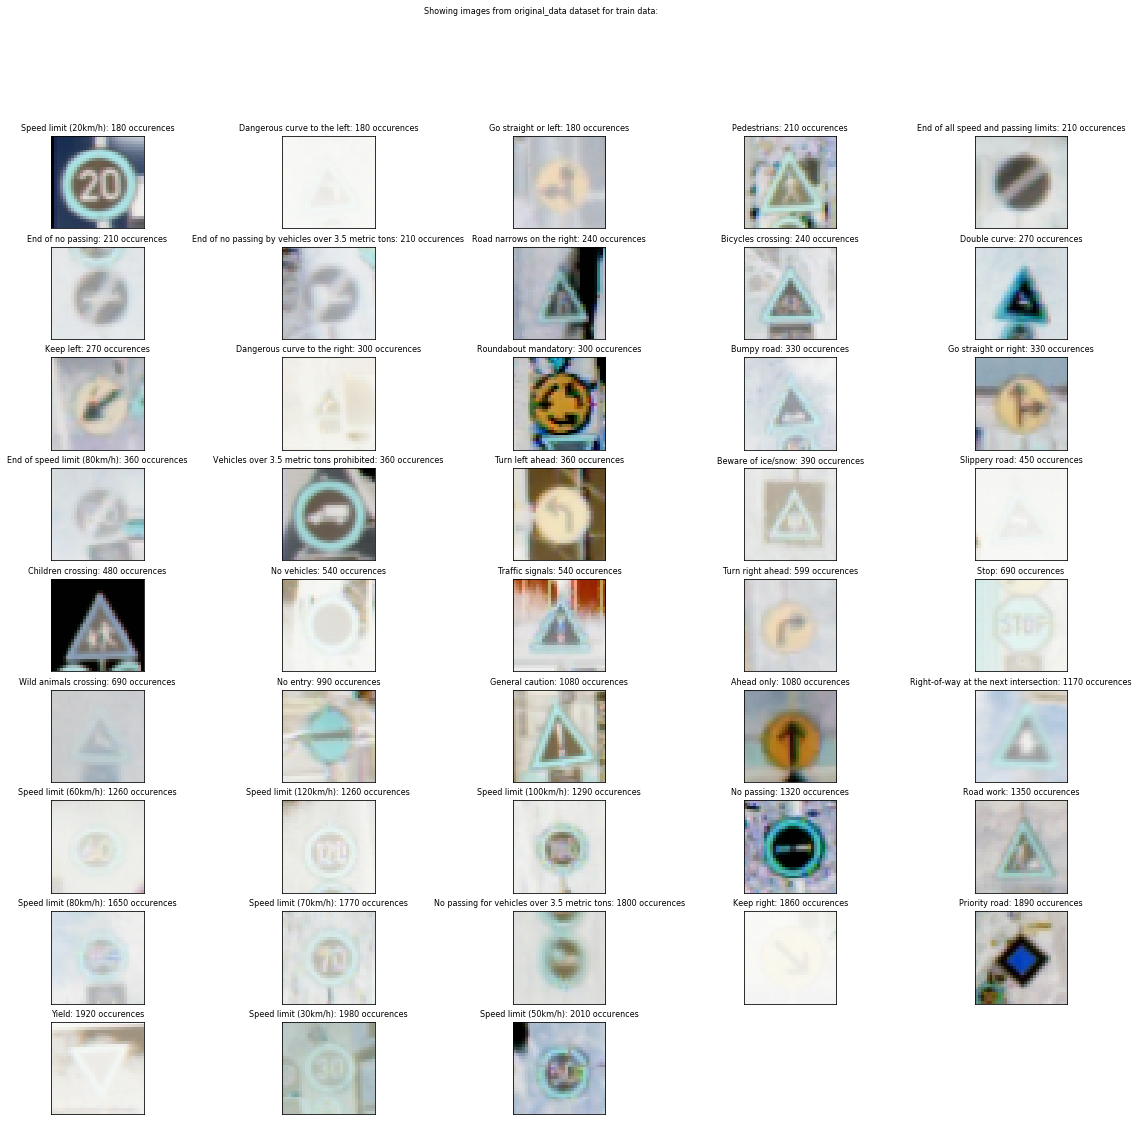 Showing images from original_data dataset for train data:
Speed limit (20km/h): 180 occurences
Dangerous curve to the left: 180 occurences
Go straight or left: 180 occurences
Pedestrians: 210 occurences
End of all speed and passing limits: 210 occurences
20
End of no passing: 210 occurences
End of no passing by vehicles over 3.5 metric tons: 210 occurences
Road narrows on the right: 240 occurences
Bicycles crossing: 240 occurences
Double curve: 270 occurences
Keep left: 270 occurences
Dangerous curve to the right: 300 occurences
Roundabout mandatory: 300 occurences
Bumpy road: 330 occurences
Go straight or right: 330 occurences
End of speed limit (80km/h): 360 occurences
Vehicles over 3.5 metric tons prohibited: 360 occurences
Turn left ahead: 360 occurences
Beware of ice/snow: 390 occurences
Slippery road: 450 occurences
Children crossing: 480 occurences
No vehicles: 540 occurences
Traffic signals: 540 occurences
Turn right ahead: 599 occurences
Stop: 690 occurences
STOP
Wild animals crossing: 690 occurences
No entry: 990 occurences
General caution: 1080 occurences
Ahead only: 1080 occurences
Right-of-way at the next intersection: 1170 occurences
Speed limit (60km/h): 1260 occurences
Speed limit (120km/h): 1260 occurences
Speed limit (100km/h): 1290 occurences
No passing: 1320 occurences
Road work: 1350 occurences
Speed limit (80km/h): 1650 occurences
Speed limit (70km/h): 1770 occurences
No passing for vehicles over 3.5 metric tons: 1800 occurences
Keep right: 1860 occurences
Priority road: 1890 occurences
70
Yield: 1920 occurences
Speed limit (30km/h): 1980 occurences
Speed limit (50km/h): 2010 occurences
30